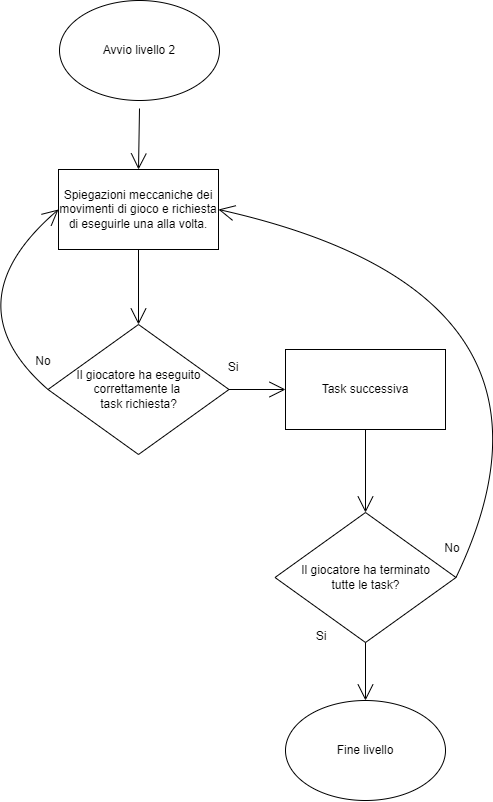 Avvio livello 2
Spiegazioni meccaniche dei
movimenti di gioco e richiesta
di eseguirle una alla volta.
No
Il giocatore ha eseguito
correttamente la
task richiesta?
Si
Task successiva
No
Il giocatore ha terminato
tutte le task?
Si
Fine livello